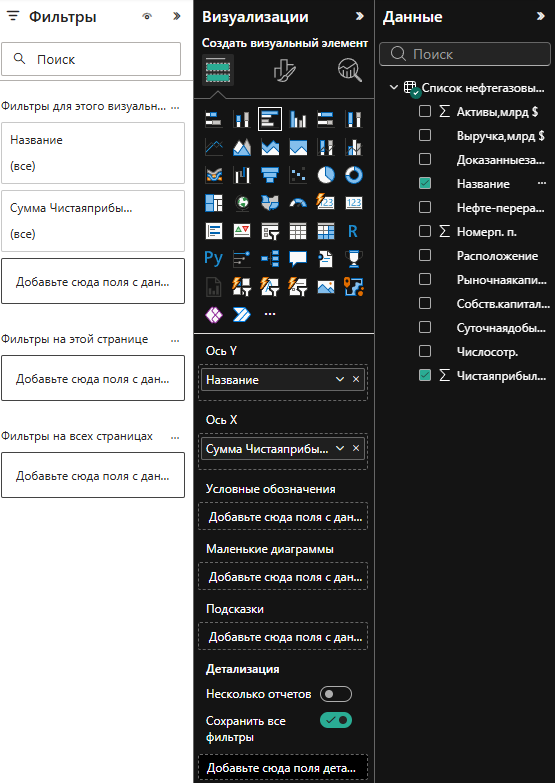 Фильтры
Поиск
Фильтры для этого визуальн... ...
Название
(все)
Сумма Чистаяприбы...
(все)
Добавьте сюда поля с дан...
Фильтры на этой странице ...
Добавьте сюда поля с дан...
Фильтры на всех страницах ...
Добавьте сюда поля с дан...
Визуализации
Создать визуальный элемент
123
123
R
Py
...
Ось Y
Название
Ось X
Сумма Чистаяприбы...
Условные обозначения
Добавьте сюда поля с дан...
Маленькие диаграммы
Добавьте сюда поля с дан...
Подсказки
Добавьте сюда поля с дан...
Детализация
Несколько отчетов
Сохранить все
фильтры
Добавьте сюда поля дета...
Данные
Поиск
Список нефтегазовы...
∑ Активы,млрд $
Выручка,млрд $
Доказанныеза...
Название ...
Нефте-перера...
∑ Номерп. п.
Расположение
Рыночнаякапи...
Собств.капитал...
Суточнаядобы...
Числосотр.
∑ Чистаяприбыл...